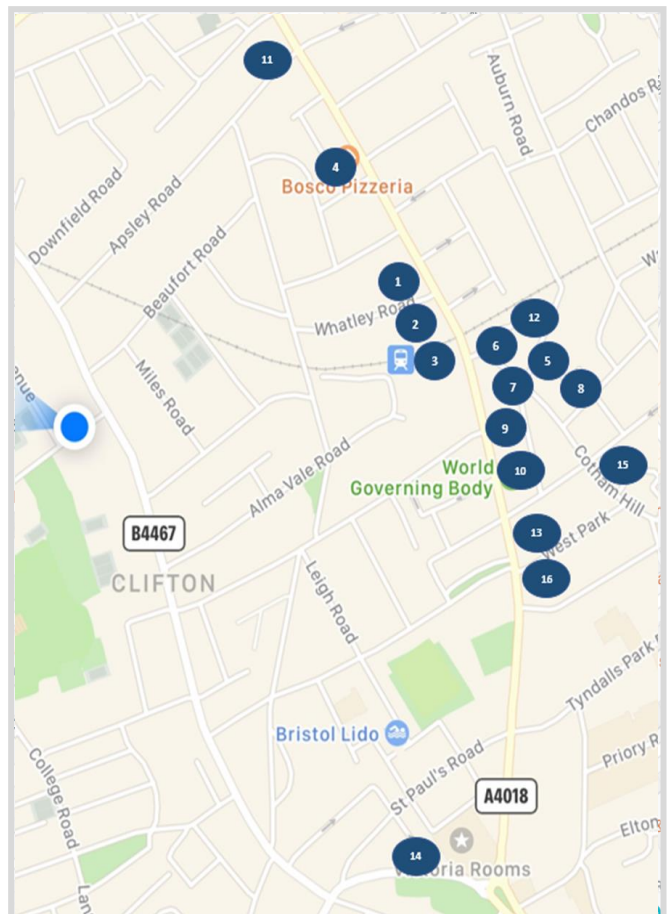 11
Auburn Road
Chandos R
4
Bosco Pizzeria
Downfield Road
Apsley Road
Beaufort Road
1
Whatley Road
2
12
6
3
5
7
8
enue
Miles Road
9
Alma Vale Road
World
Governing Body
10
15
Cotham Hill
B4467
13
West Park
CLIFTON
16
Leigh Road
Tyndalls Park
Bristol Lido
St Paul's Road
Priory R
College Road
A4018
Elton
14
oria Rooms
Lan